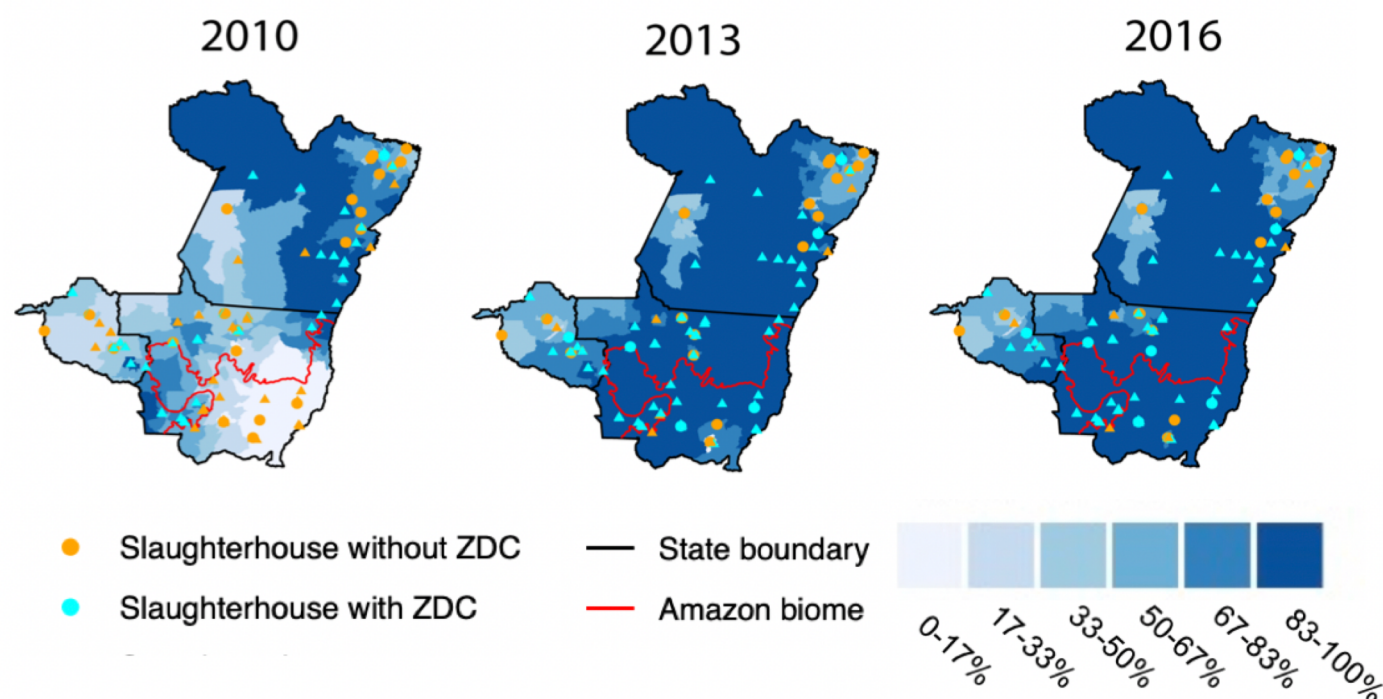 2010 2013 2016
Slaughterhouse without ZDC State boundary
Slaughterhouse with ZDC Amazon biome
0-17% 17-33% 33-50% 50-67% 67-83% 83-100%